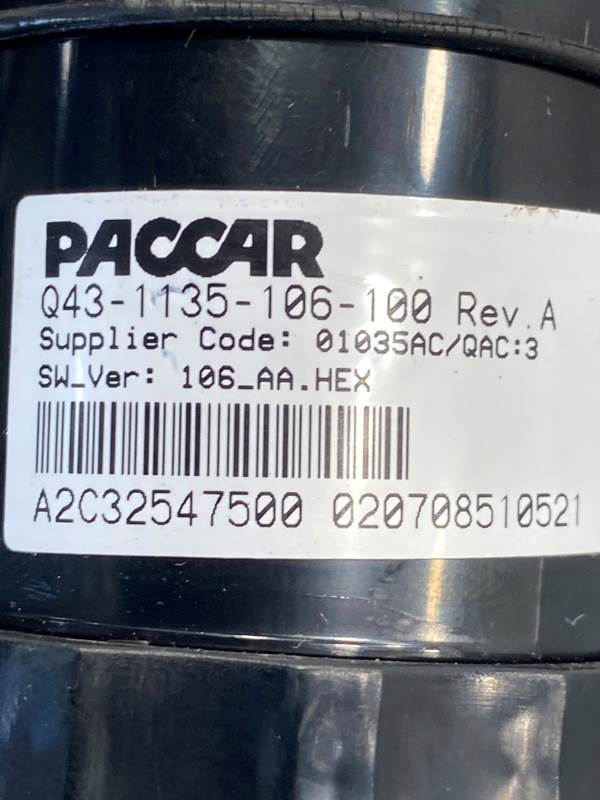 PACCAR
Q43-1135-106-100 Rev.A
Supplier Code: 01035AC/QAC:3
SW_Ver: 106_AA.HEX
A2C32547500 020708510521